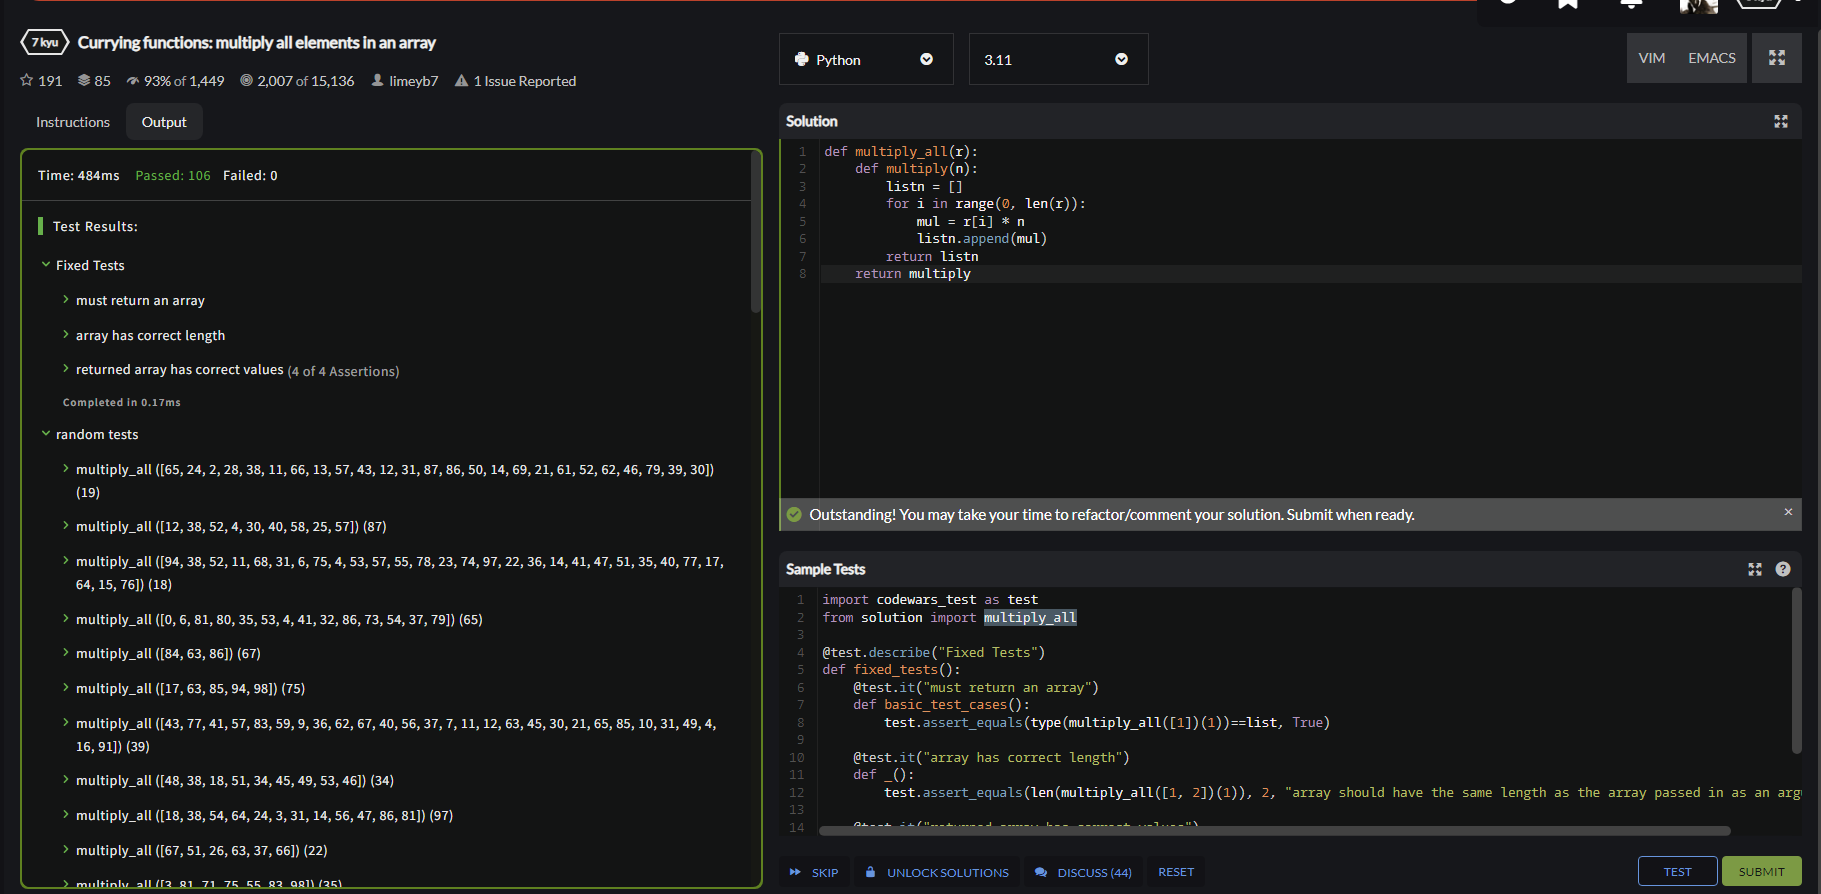 7 kyu
Currying functions: multiply all elements in an array
191 85 93% of 1,449 2,007 of 15,136 limeyb7 1 Issue Reported
Instructions Output
Time: 484ms Passed: 106 Failed: 0
Test Results:
Fixed Tests
must return an array
array has correct length
returned array has correct values (4 of 4 Assertions)
Completed in 0.17ms
random tests
multiply_all ([65, 24, 2, 28, 38, 11, 66, 13, 57, 43, 12, 31, 87, 86, 50, 14, 69, 21, 61, 52, 62, 46, 79, 39, 30])
(19)
multiply_all ([12, 38, 52, 4, 30, 40, 58, 25, 57]) (87)
multiply_all ([94, 38, 52, 11, 68, 31, 6, 75, 4, 53, 57, 55, 78, 23, 74, 97, 22, 36, 14, 41, 47, 51, 35, 40, 77, 17,
64, 15, 76]) (18)
multiply_all ([0, 6, 81, 80, 35, 53, 4, 41, 32, 86, 73, 54, 37, 79]) (65)
multiply_all ([84, 63, 86]) (67)
multiply_all ([17, 63, 85, 94, 98]) (75)
multiply_all ([43, 77, 41, 57, 83, 59, 9, 36, 62, 67, 40, 56, 37, 7, 11, 12, 63, 45, 30, 21, 65, 85, 10, 31, 49, 4,
16, 91]) (39)
multiply_all ([48, 38, 18, 51, 34, 45, 49, 53, 46]) (34)
multiply_all ([18, 38, 54, 64, 24, 3, 31, 14, 56, 47, 86, 81]) (97)
multiply_all ([67, 51, 26, 63, 37, 66]) (22)
multiply_all ([3, 81, 71, 75, 55, 83, 98]) (35)
Python 3.11 VIM EMACS
Solution
1 def multiply_all(r):
2 def multiply(n):
3 listn = []
4 for i in range(0, len(r)):
5 mul = r[i] * n
6 listn.append(mul)
7 return listn
8 return multiply
Outstanding! You may take your time to refactor/comment your solution. Submit when ready. ×
Sample Tests ?
1 import codewars_test as test
2 from solution import multiply_all
3
4 @test.describe("Fixed Tests")
5 def fixed_tests():
6 @test.it("must return an array")
7 def basic_test_cases():
8 test.assert_equals(type(multiply_all([1])(1))==list, True)
9
10 @test.it("array has correct length")
11 def _():
12 test.assert_equals(len(multiply_all([1, 2])(1)), 2, "array should have the same length as the array passed in as an arg
13
14 @test.it("returned array has correct values")
SKIP UNLOCK SOLUTIONS DISCUSS (44) RESET TEST SUBMIT